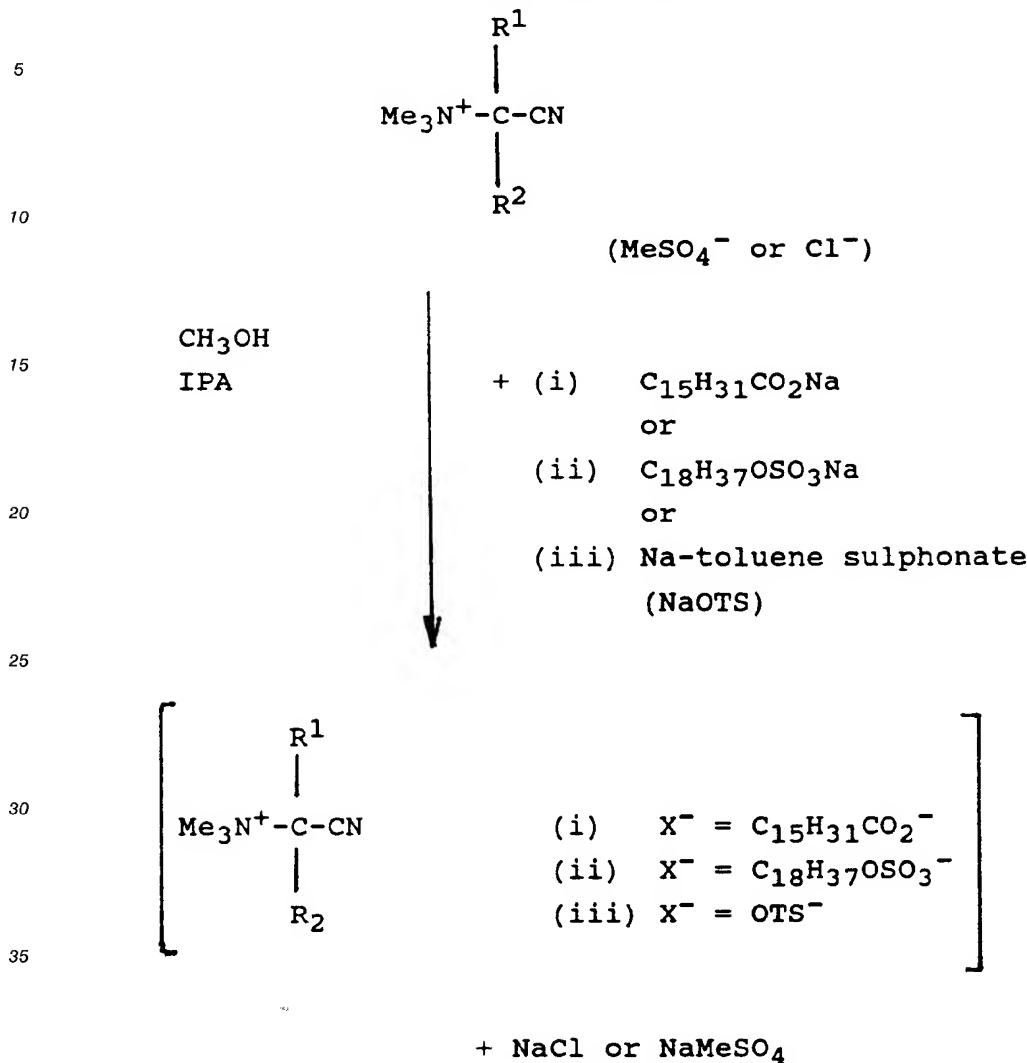 R¹
5
Me₃N⁺-C-CN
R²
10
(MeSO₄⁻ or Cl⁻)
CH₃OH
15 IPA + (i) C₁₅H₃₁CO₂Na
or
(ii) C₁₈H₃₇OSO₃Na
20 or
(iii) Na-toluene sulphonate
(NaOTS)
25
R¹
30 Me₃N⁺-C-CN (i) X⁻ = C₁₅H₃₁CO₂⁻
(ii) X⁻ = C₁₈H₃₇OSO₃⁻
R₂ (iii) X⁻ = OTS⁻
35
+ NaCl or NaMeSO₄